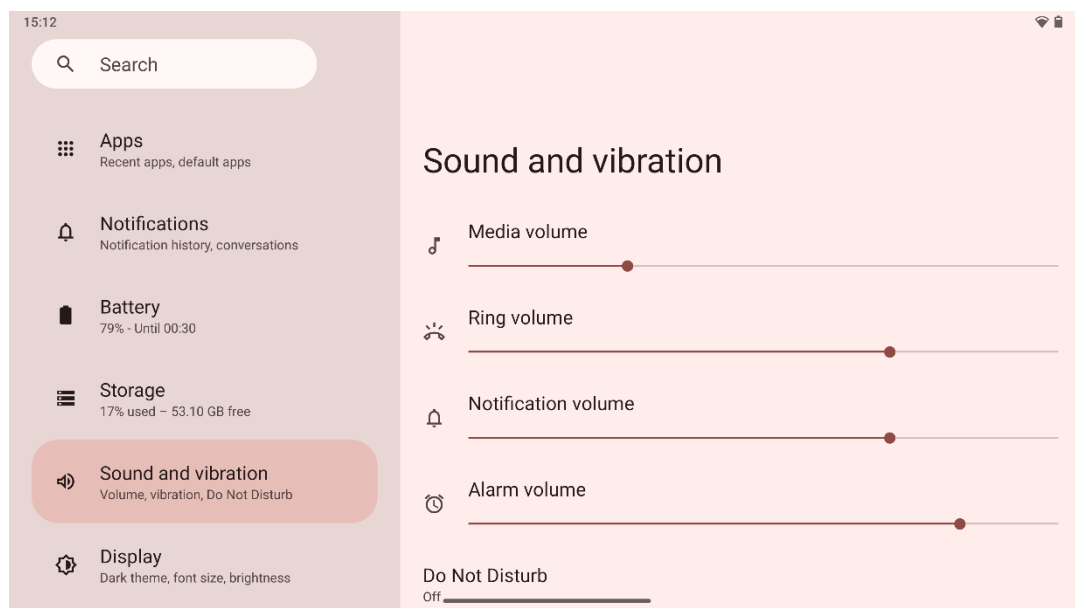 15:12
Search
Apps
Recent apps, default apps
Notifications
Notification history, conversations
Battery
79% - Until 00:30
Storage
17% used – 53.10 GB free
Sound and vibration
Volume, vibration, Do Not Disturb
Display
Dark theme, font size, brightness
Sound and vibration
Media volume
Ring volume
Notification volume
Alarm volume
Do Not Disturb
Off